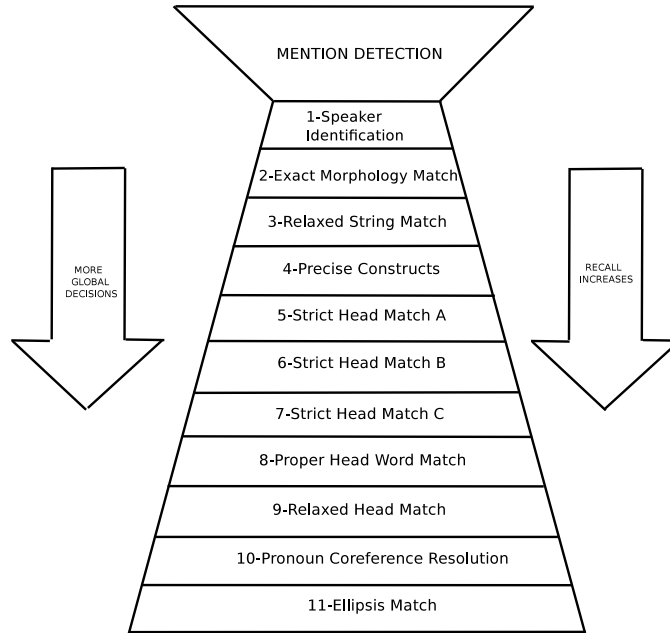 MENTION DETECTION
1-Speaker
Identification
2-Exact Morphology Match
3-Relaxed String Match
4-Precise Constructs
5-Strict Head Match A
6-Strict Head Match B
7-Strict Head Match C
8-Proper Head Word Match
9-Relaxed Head Match
10-Pronoun Coreference Resolution
11-Ellipsis Match
MORE
GLOBAL
DECISIONS
RECALL
INCREASES